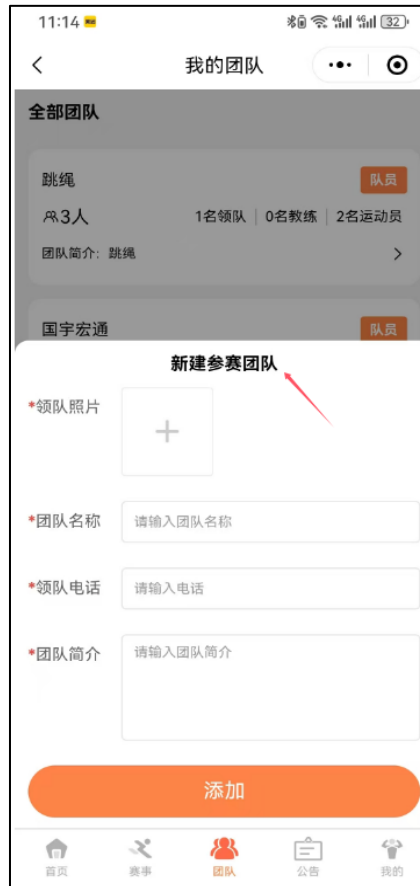 11:14
4G 4G 32
我的团队
全部团队
跳绳 队员
3人 1名领队 | 0名教练 | 2名运动员
团队简介: 跳绳
国宇宏通 队员
新建参赛团队
*领队照片
*团队名称 请输入团队名称
*领队电话 请输入电话
*团队简介 请输入团队简介
添加
首页 赛事 团队 公告 我的